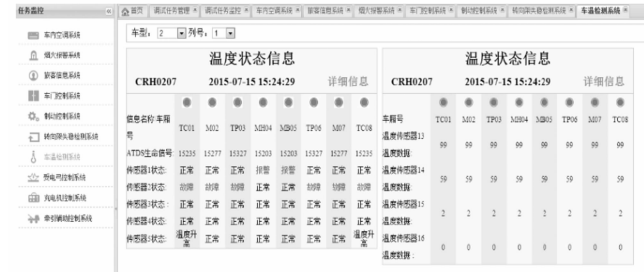 任务监控
首页 调试任务管理 调试任务监控 车内空调系统 旅客信息系统 烟火报警系统 车门控制系统 制动控制系统 转向架失稳检测系统 车温检测系统
车型: 2 列号: 1
车内空调系统
烟火报警系统
旅客信息系统
车门控制系统
制动控制系统
转向架失稳检测系统
车温检测系统
受电弓控制系统
充电机控制系统
牵引辅助控制系统
温度状态信息
CRH0207 2015-07-15 15:24:29 详细信息
信息名称\车厢号 TC01 M02 TP03 MH04 MB05 TP06 M07 TC08
ATDS生命信号 15235 15277 15327 15203 15203 15327 15277 15235
传感器1状态: 正常 正常 正常 报警 报警 正常 正常 正常
传感器2状态: 故障 故障 故障 正常 正常 故障 故障 故障
传感器3状态: 正常 正常 正常 正常 正常 正常 正常 正常
传感器4状态: 正常 正常 正常 正常 正常 正常 正常 正常
传感器5状态: 温度升高 正常 正常 正常 正常 正常 正常 温度升高
温度状态信息
CRH0207 2015-07-15 15:24:29 详细信息
车厢号 TC01 M02 TP03 MH04 MB05 TP06 M07 TC08
温度传感器13
温度数据: 99 99 99 99 99 99 99 99
温度传感器14
温度数据: 59 59 59 59 59 59 59 59
温度传感器15
温度数据: 2 2 2 2 2 2 2 2
温度传感器16
温度数据: 0 0 0 0 0 0 0 0